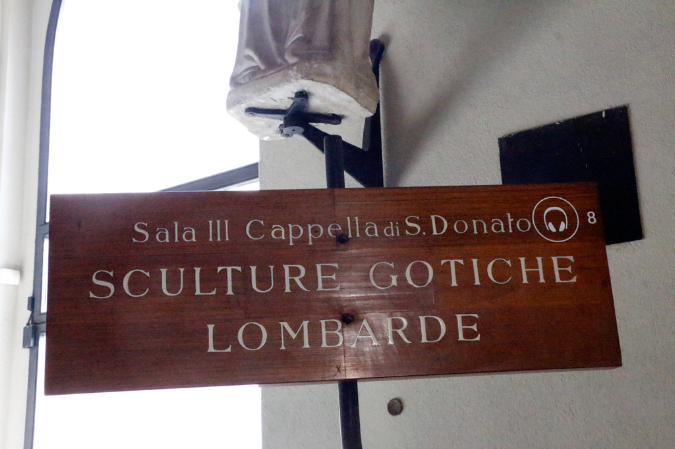 Sala III Cappella di S. Donato 8
SCULTURE GOTICHE
LOMBARDE